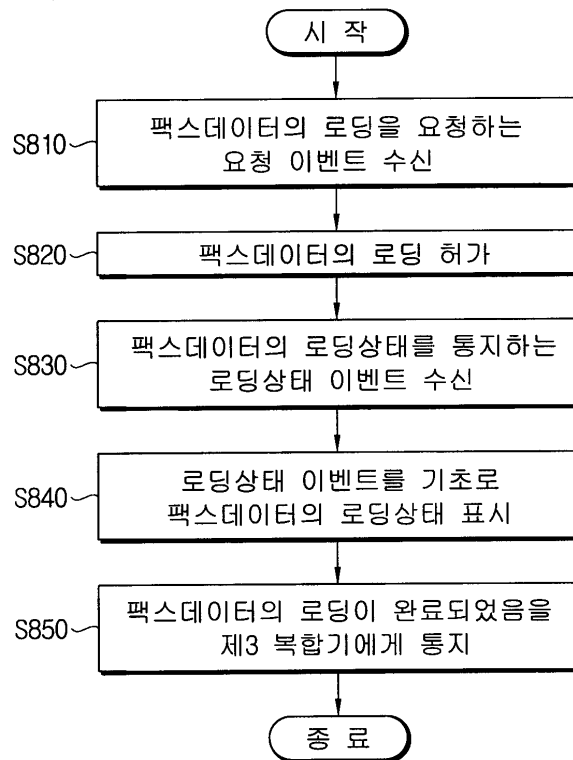 시 작
S810
팩스데이터의 로딩을 요청하는
요청 이벤트 수신
S820
팩스데이터의 로딩 허가
S830
팩스데이터의 로딩상태를 통지하는
로딩상태 이벤트 수신
S840
로딩상태 이벤트를 기초로
팩스데이터의 로딩상태 표시
S850
팩스데이터의 로딩이 완료되었음을
제3 복합기에게 통지
종 료